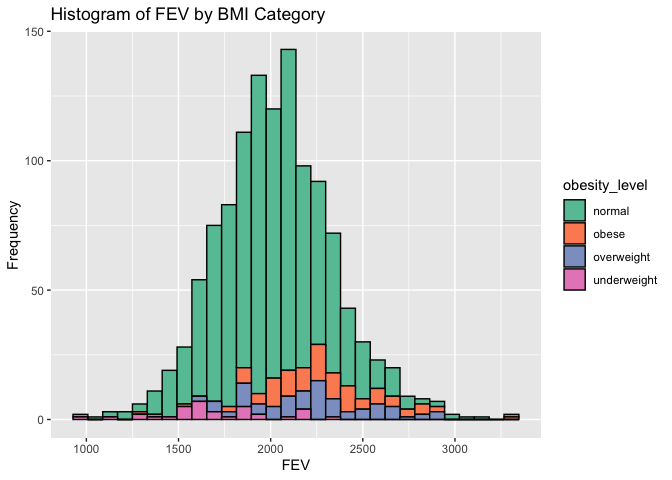 Histogram of FEV by BMI Category
150
100
50
0
Frequency
1000
1500
2000
2500
3000
FEV
obesity_level
normal
obese
overweight
underweight